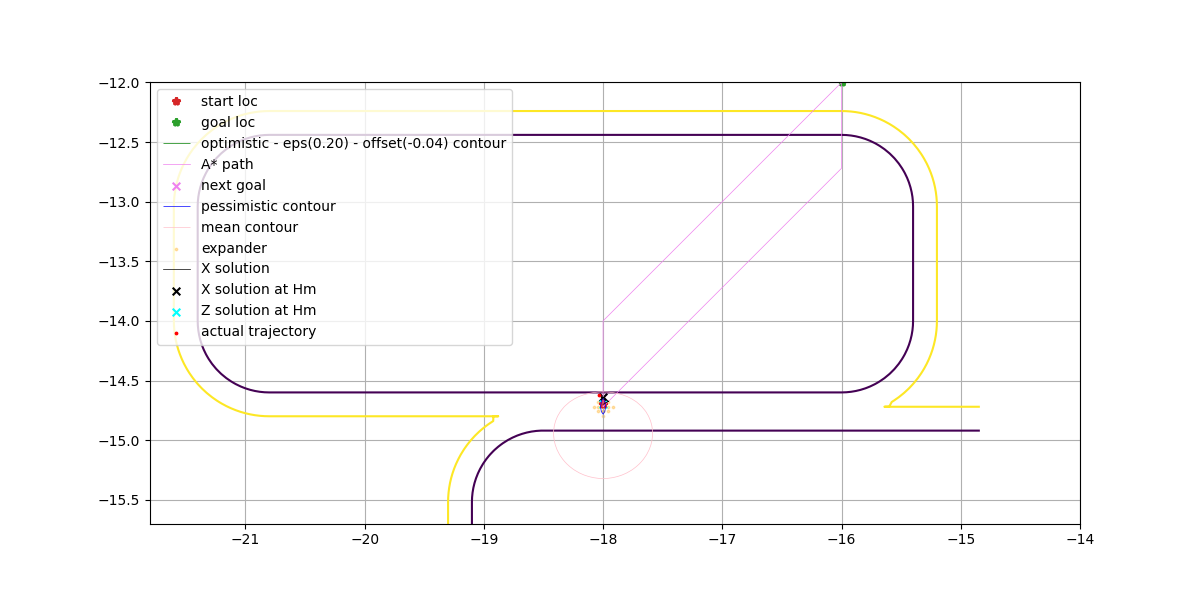 −12.0
−12.5
−13.0
−13.5
−14.0
−14.5
−15.0
−15.5
start loc
goal loc
optimistic - eps(0.20) - offset(-0.04) contour
A* path
next goal
pessimistic contour
mean contour
expander
X solution
X solution at Hm
Z solution at Hm
actual trajectory
−21 −20 −19 −18 −17 −16 −15 −14